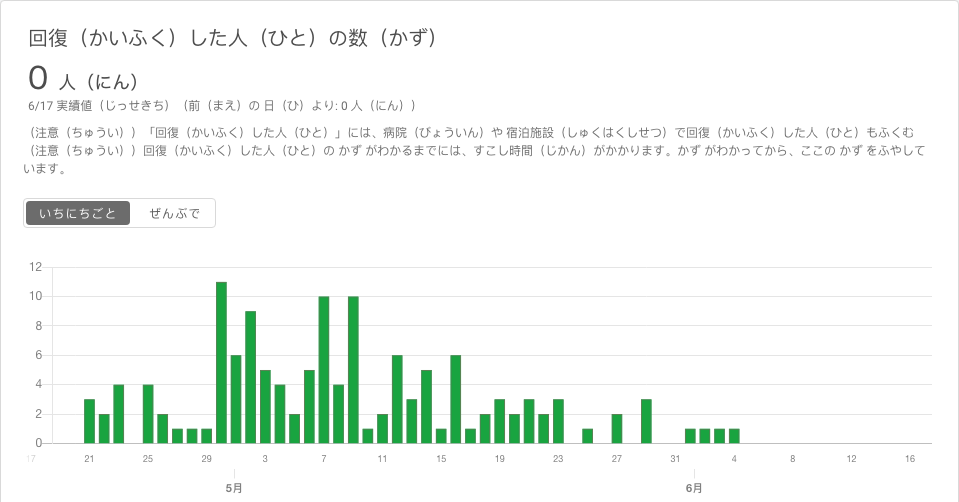 回復（かいふく）した人（ひと）の数（かず）
0 人（にん）
6/17 実績値（じっせきち）（前（まえ）の 日（ひ）より: 0 人（にん））
（注意（ちゅうい））「回復（かいふく）した人（ひと）」には、病院（びょういん）や 宿泊施設（しゅくはくしせつ）で回復（かいふく）した人（ひと）もふくむ
（注意（ちゅうい））回復（かいふく）した人（ひと）の かず がわかるまでには、すこし時間（じかん）がかかります。かず がわかってから、ここの かず をふやして
います。
いちにちごと ぜんぶで
12
10
8
6
4
2
0
17 21 25 29 3 7 11 15 19 23 27 31 4 8 12 16
5月 6月